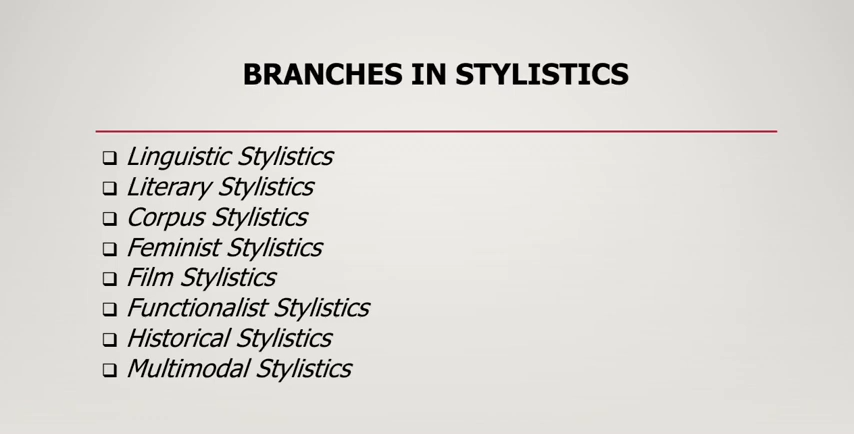 BRANCHES IN STYLISTICS
❑ Linguistic Stylistics
❑ Literary Stylistics
❑ Corpus Stylistics
❑ Feminist Stylistics
❑ Film Stylistics
❑ Functionalist Stylistics
❑ Historical Stylistics
❑ Multimodal Stylistics